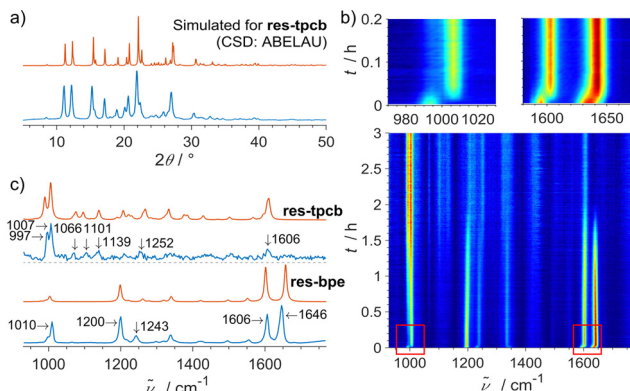 a)
Simulated for res-tpcb
(CSD: ABELAU)
10 20 30 40 50
2θ / °
b)
0.2
0.1
0
t / h
980 1005 1030
1600 1650
3
2.5
2
1.5
1
0.5
0
t / h
1000 1200 1400 1600
ν̃ / cm⁻¹
c)
res-tpcb
1007→ 1066 1101
997→ 1139 1252 1606
res-bpe
1010→ 1200→ 1243 1606→ ←1646
1000 1200 1400 1600
ν̃ / cm⁻¹